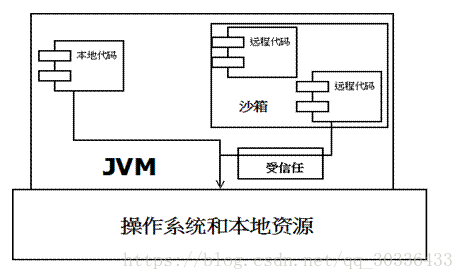 本地代码
远程代码
远程代码
沙箱
受信任
JVM
操作系统和本地资源
https://blog.csdn.net/qq_30336433